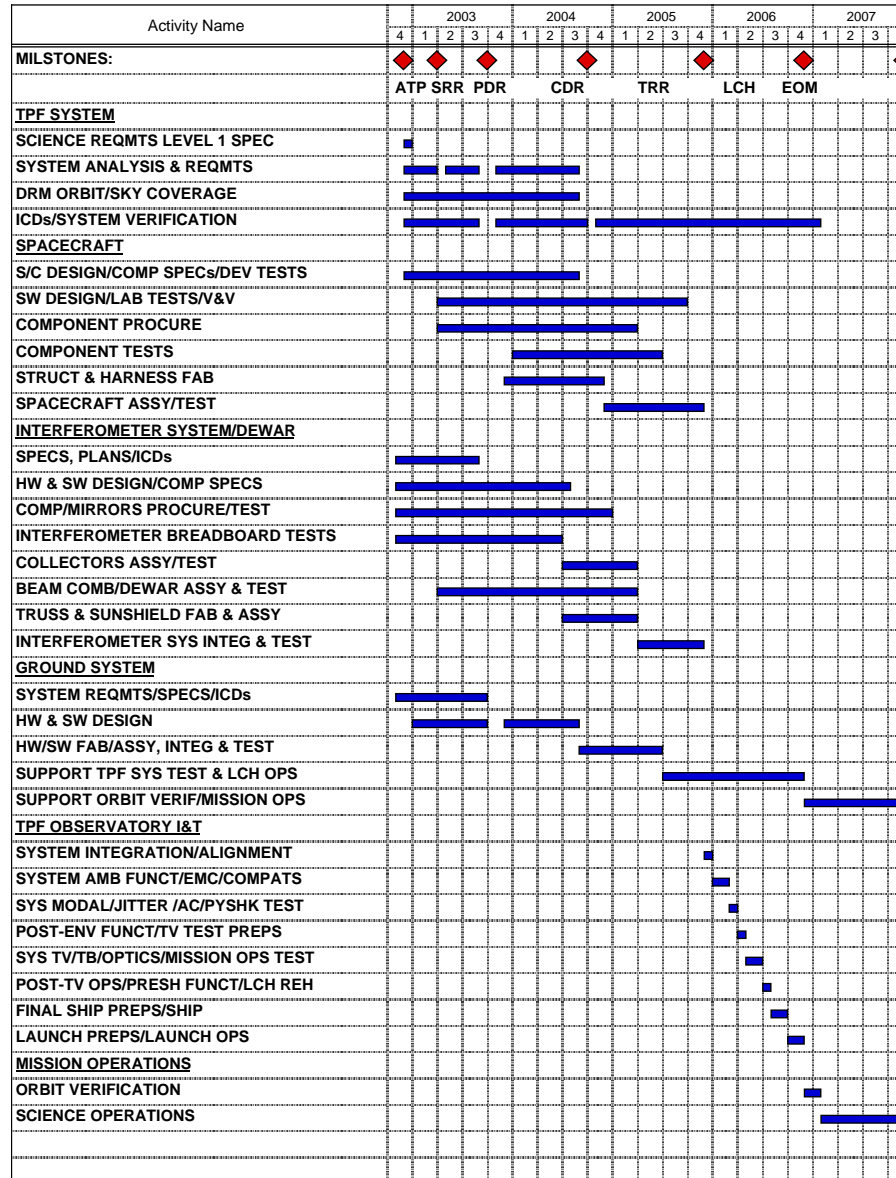 Activity Name
2003 2004 2005 2006 2007
4 1 2 3 4 1 2 3 4 1 2 3 4 1 2 3 4 1 2 3
MILSTONES:
ATP SRR PDR CDR TRR LCH EOM
TPF SYSTEM
SCIENCE REQMTS LEVEL 1 SPEC
SYSTEM ANALYSIS & REQMTS
DRM ORBIT/SKY COVERAGE
ICDs/SYSTEM VERIFICATION
SPACECRAFT
S/C DESIGN/COMP SPECs/DEV TESTS
SW DESIGN/LAB TESTS/V&V
COMPONENT PROCURE
COMPONENT TESTS
STRUCT & HARNESS FAB
SPACECRAFT ASSY/TEST
INTERFEROMETER SYSTEM/DEWAR
SPECS, PLANS/ICDs
HW & SW DESIGN/COMP SPECS
COMP/MIRRORS PROCURE/TEST
INTERFEROMETER BREADBOARD TESTS
COLLECTORS ASSY/TEST
BEAM COMB/DEWAR ASSY & TEST
TRUSS & SUNSHIELD FAB & ASSY
INTERFEROMETER SYS INTEG & TEST
GROUND SYSTEM
SYSTEM REQMTS/SPECS/ICDs
HW & SW DESIGN
HW/SW FAB/ASSY, INTEG & TEST
SUPPORT TPF SYS TEST & LCH OPS
SUPPORT ORBIT VERIF/MISSION OPS
TPF OBSERVATORY I&T
SYSTEM INTEGRATION/ALIGNMENT
SYSTEM AMB FUNCT/EMC/COMPATS
SYS MODAL/JITTER /AC/PYSHK TEST
POST-ENV FUNCT/TV TEST PREPS
SYS TV/TB/OPTICS/MISSION OPS TEST
POST-TV OPS/PRESH FUNCT/LCH REH
FINAL SHIP PREPS/SHIP
LAUNCH PREPS/LAUNCH OPS
MISSION OPERATIONS
ORBIT VERIFICATION
SCIENCE OPERATIONS